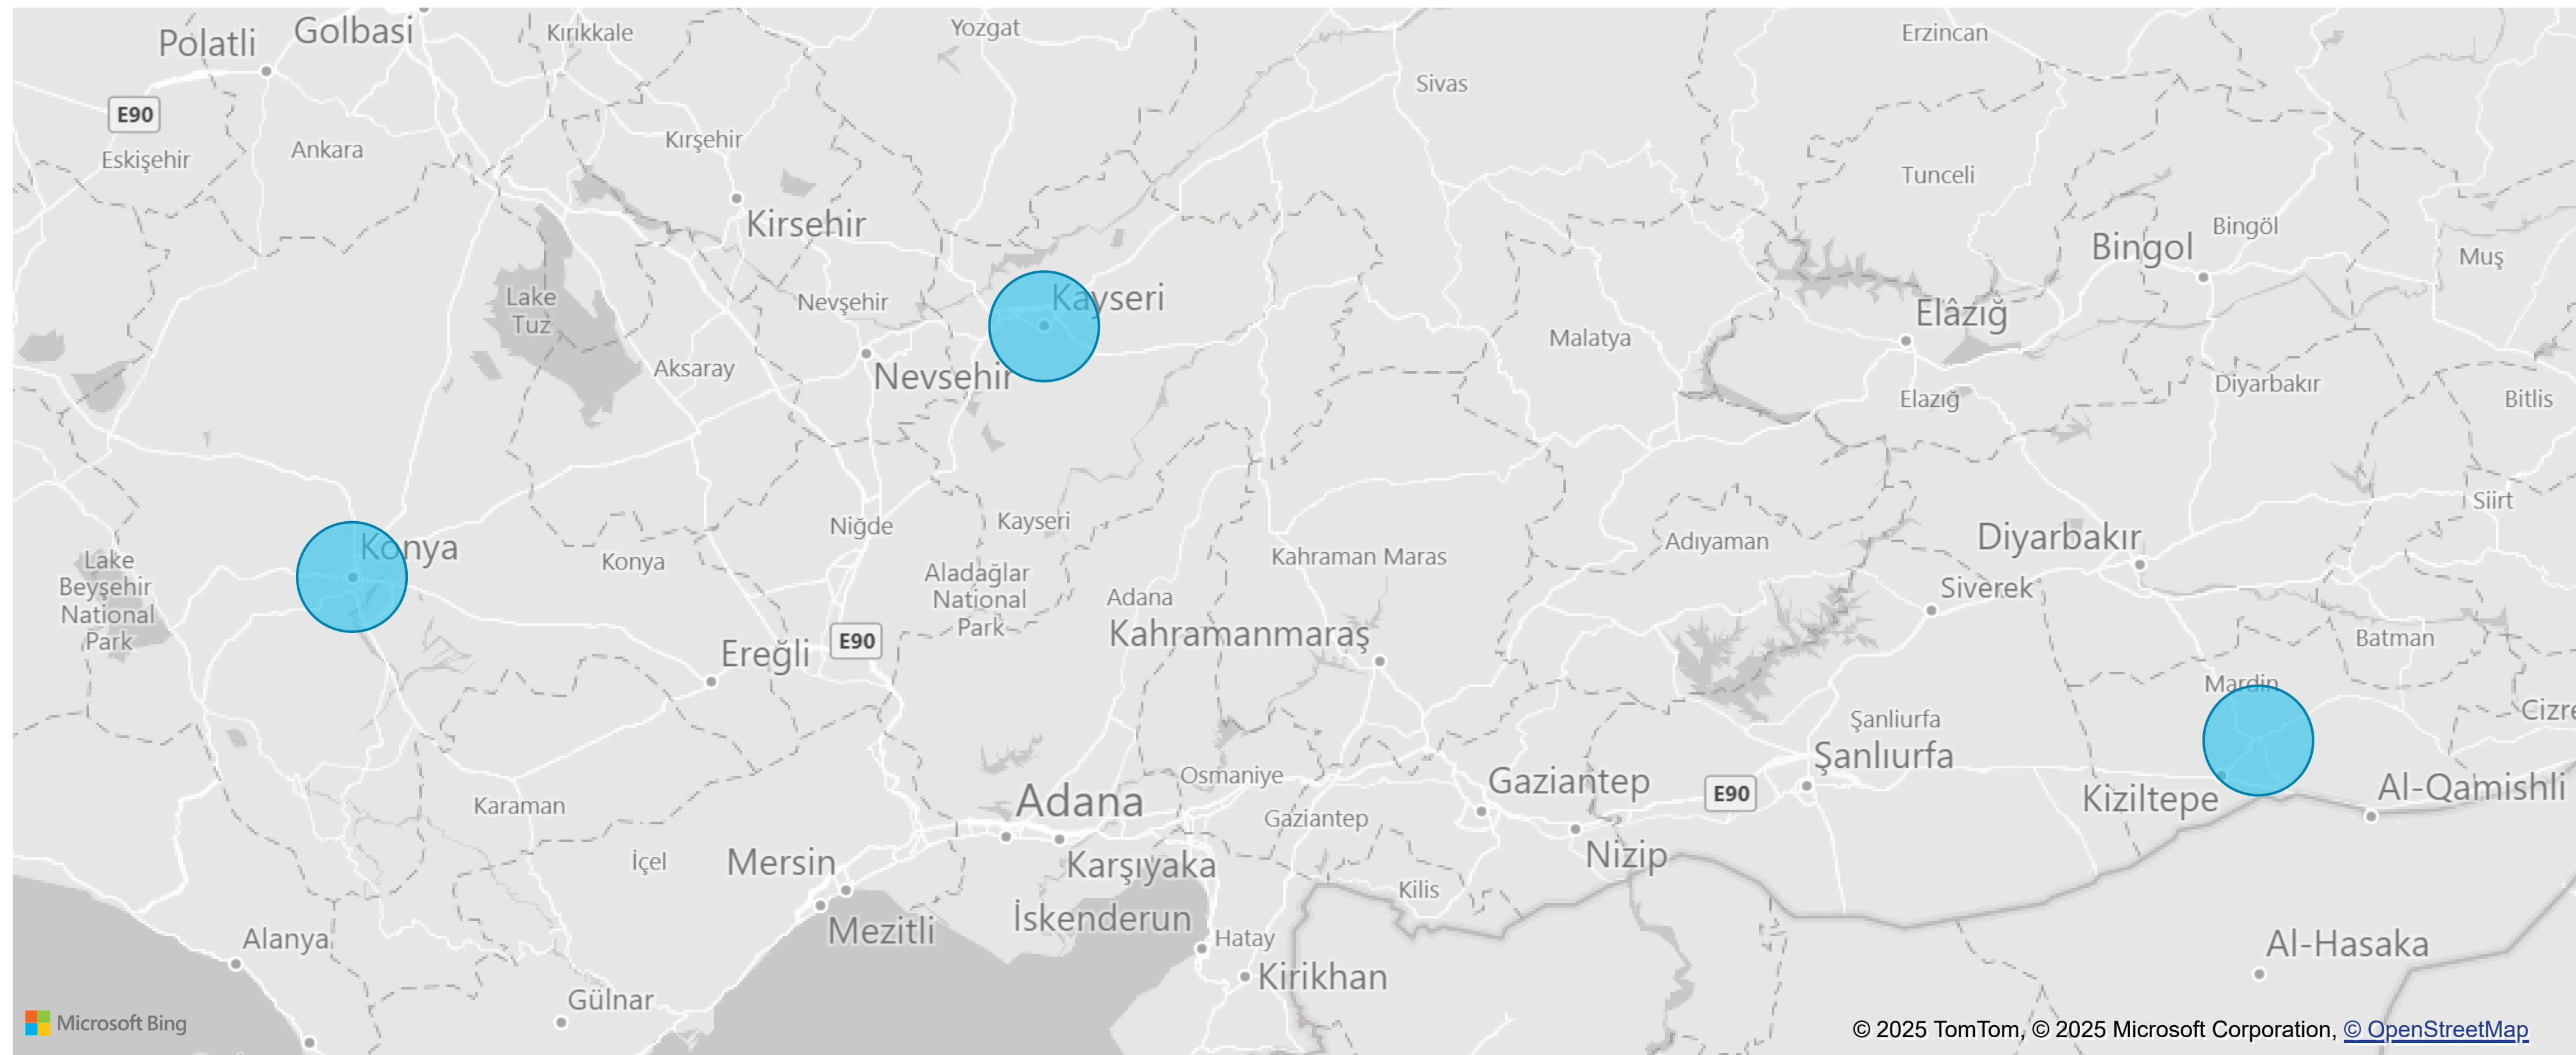 Polatli
Golbasi
Kırıkkale
Yozgat
Erzincan
Sivas
E90
Eskişehir
Ankara
Kırşehir
Tunceli
Kirsehir
Bingöl
Bingol
Muş
Lake
Tuz
Nevşehir
Kayseri
Elâzığ
Malatya
Aksaray
Nevsehir
Diyarbakır
Elazığ
Bitlis
Siirt
Niğde
Kayseri
Konya
Konya
Diyarbakır
Adıyaman
Kahraman Maras
Lake
Beyşehir
National
Park
Aladağlar
National
Park
Adana
Siverek
Kahramanmaraş
Batman
Ereğli
E90
Mardin
Cizre
Şanliurfa
Şanlıurfa
Osmaniye
Gaziantep
E90
Kiziltepe
Al-Qamishli
Karaman
Adana
Gaziantep
İçel
Mersin
Karşıyaka
Nizip
Kilis
Mezitli
İskenderun
Alanya
Hatay
Al-Hasaka
Kirikhan
Gülnar
Microsoft Bing
© 2025 TomTom, © 2025 Microsoft Corporation, © OpenStreetMap